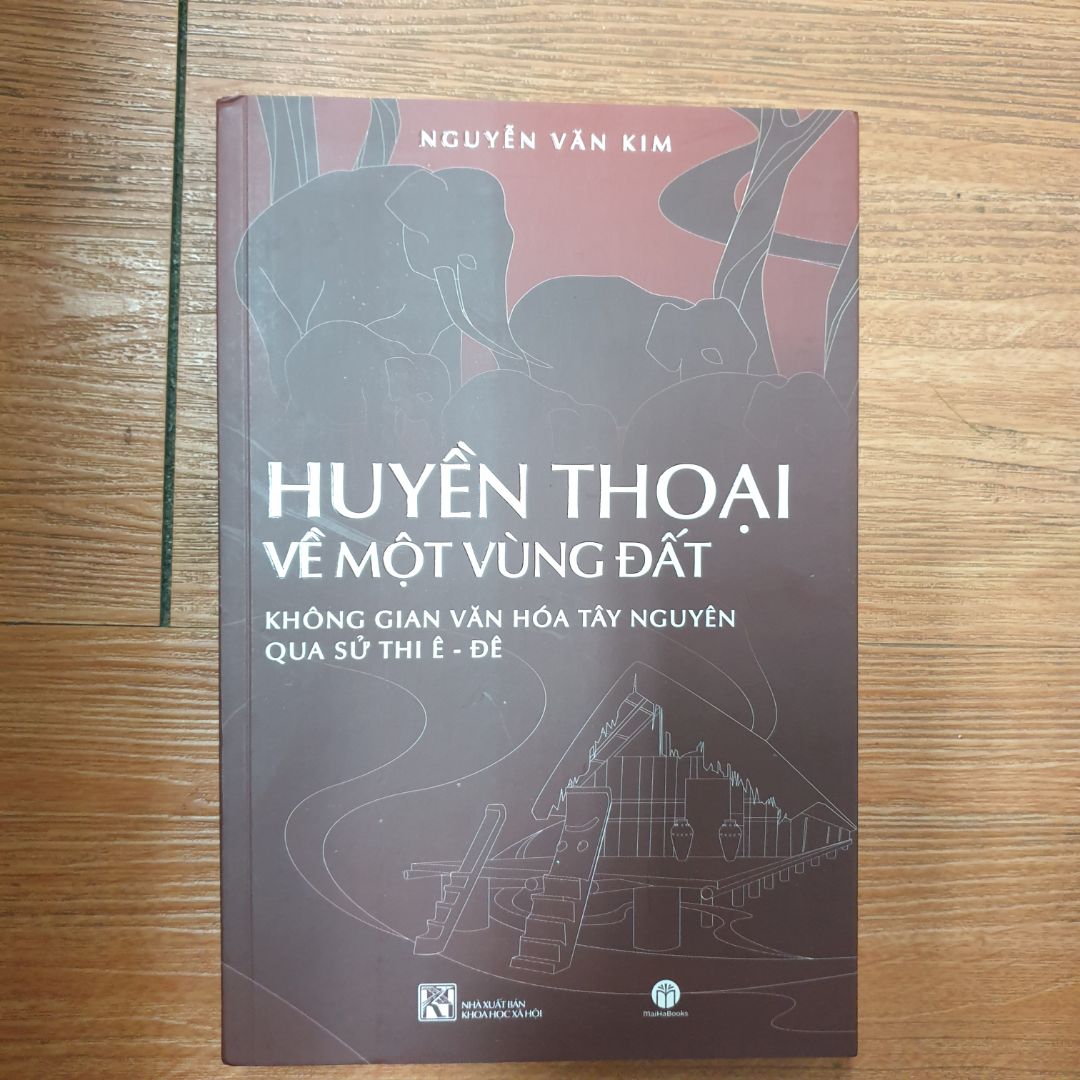 NGUYỄN VĂN KIM
HUYỀN THOẠI
VỀ MỘT VÙNG ĐẤT
KHÔNG GIAN VĂN HÓA TÂY NGUYÊN
QUA SỬ THI Ê - ĐÊ
NHÀ XUẤT BẢN
KHOA HỌC XÃ HỘI
MaiHaBooks